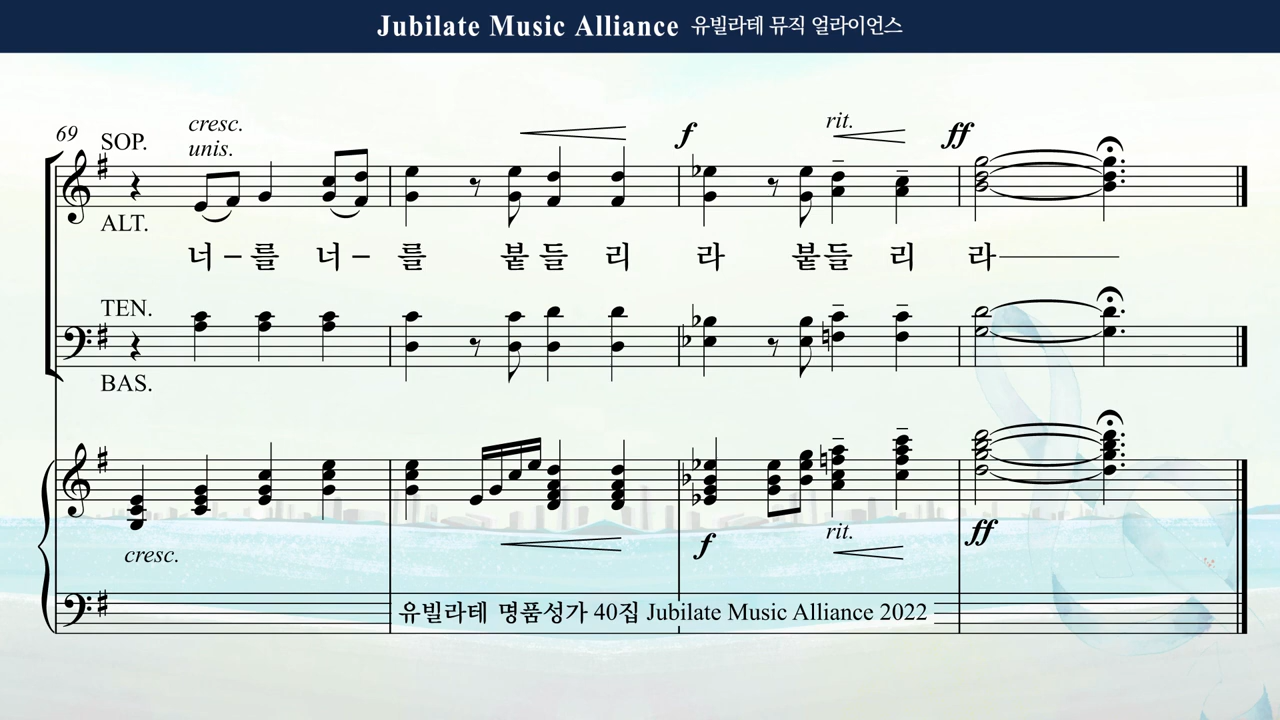 Jubilate Music Alliance 유빌라테 뮤직 얼라이언스
69
SOP.
cresc.
unis.
f
rit.
ff
ALT.
너 – 를 너 – 를 붙 들 리 라 붙 들 리 라
TEN.
BAS.
cresc.
f
rit.
ff
유빌라테 명품성가 40집 Jubilate Music Alliance 2022